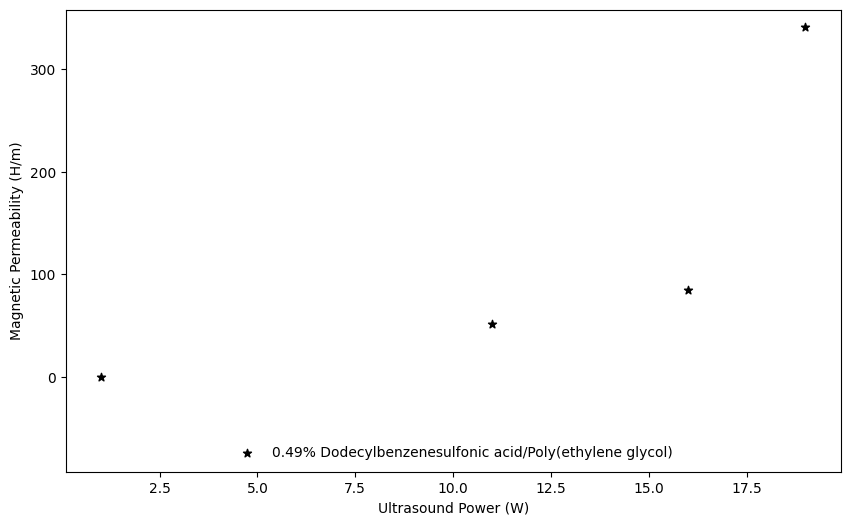 300
200
100
0
Magnetic Permeability (H/m)
0.49% Dodecylbenzenesulfonic acid/Poly(ethylene glycol)
2.5 5.0 7.5 10.0 12.5 15.0 17.5
Ultrasound Power (W)